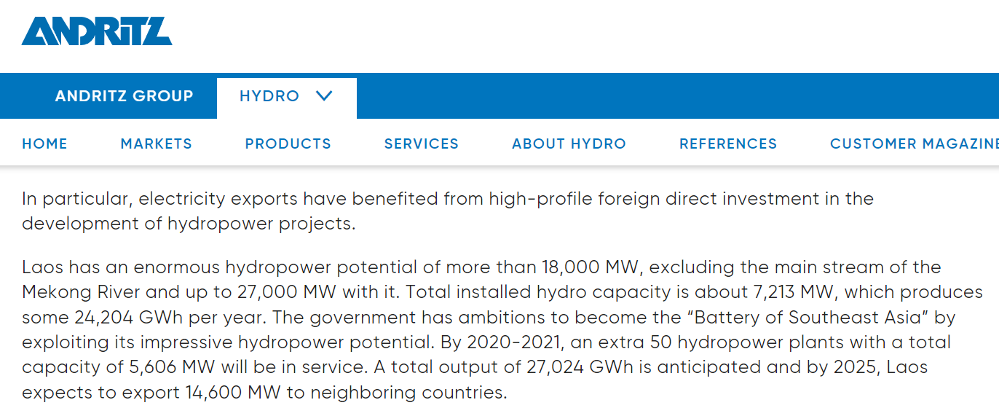 ANDRITZ
ANDRITZ GROUP HYDRO
HOME MARKETS PRODUCTS SERVICES ABOUT HYDRO REFERENCES CUSTOMER MAGAZINE
In particular, electricity exports have benefited from high-profile foreign direct investment in the
development of hydropower projects.
Laos has an enormous hydropower potential of more than 18,000 MW, excluding the main stream of the
Mekong River and up to 27,000 MW with it. Total installed hydro capacity is about 7,213 MW, which produces
some 24,204 GWh per year. The government has ambitions to become the “Battery of Southeast Asia” by
exploiting its impressive hydropower potential. By 2020-2021, an extra 50 hydropower plants with a total
capacity of 5,606 MW will be in service. A total output of 27,024 GWh is anticipated and by 2025, Laos
expects to export 14,600 MW to neighboring countries.